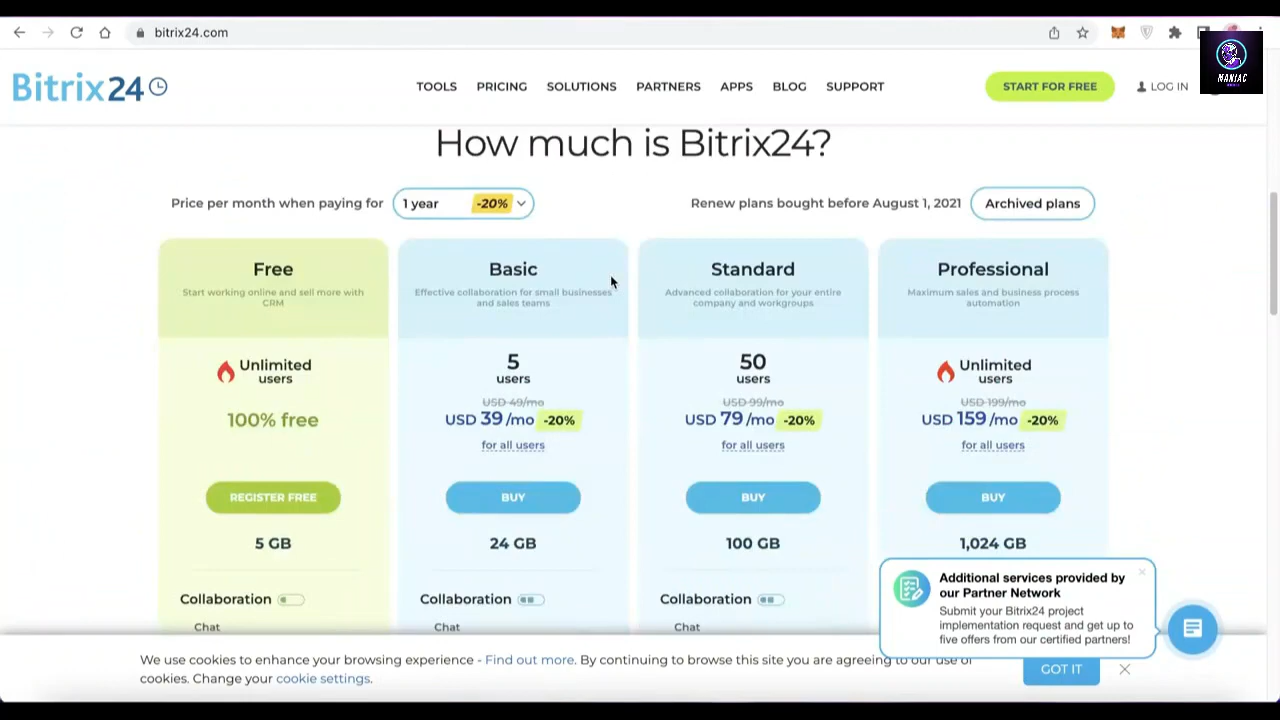 bitrix24.com
MANIAC
Bitrix24
TOOLS PRICING SOLUTIONS PARTNERS APPS BLOG SUPPORT
START FOR FREE
LOG IN
How much is Bitrix24?
Price per month when paying for
1 year -20%
Renew plans bought before August 1, 2021
Archived plans
Free
Start working online and sell more with
CRM
Unlimited
users
100% free
REGISTER FREE
5 GB
Collaboration
Chat
Basic
Effective collaboration for small businesses
and sales teams
5
users
USD 49/mo
USD 39/mo -20%
for all users
BUY
24 GB
Collaboration
Chat
Standard
Advanced collaboration for your entire
company and workgroups
50
users
USD 99/mo
USD 79/mo -20%
for all users
BUY
100 GB
Collaboration
Chat
Professional
Maximum sales and business process
automation
Unlimited
users
USD 199/mo
USD 159/mo -20%
for all users
BUY
1,024 GB
Additional services provided by
our Partner Network
Submit your Bitrix24 project
implementation request and get up to
five offers from our certified partners!
We use cookies to enhance your browsing experience - Find out more. By continuing to browse this site you are agreeing to our use of
cookies. Change your cookie settings.
GOT IT